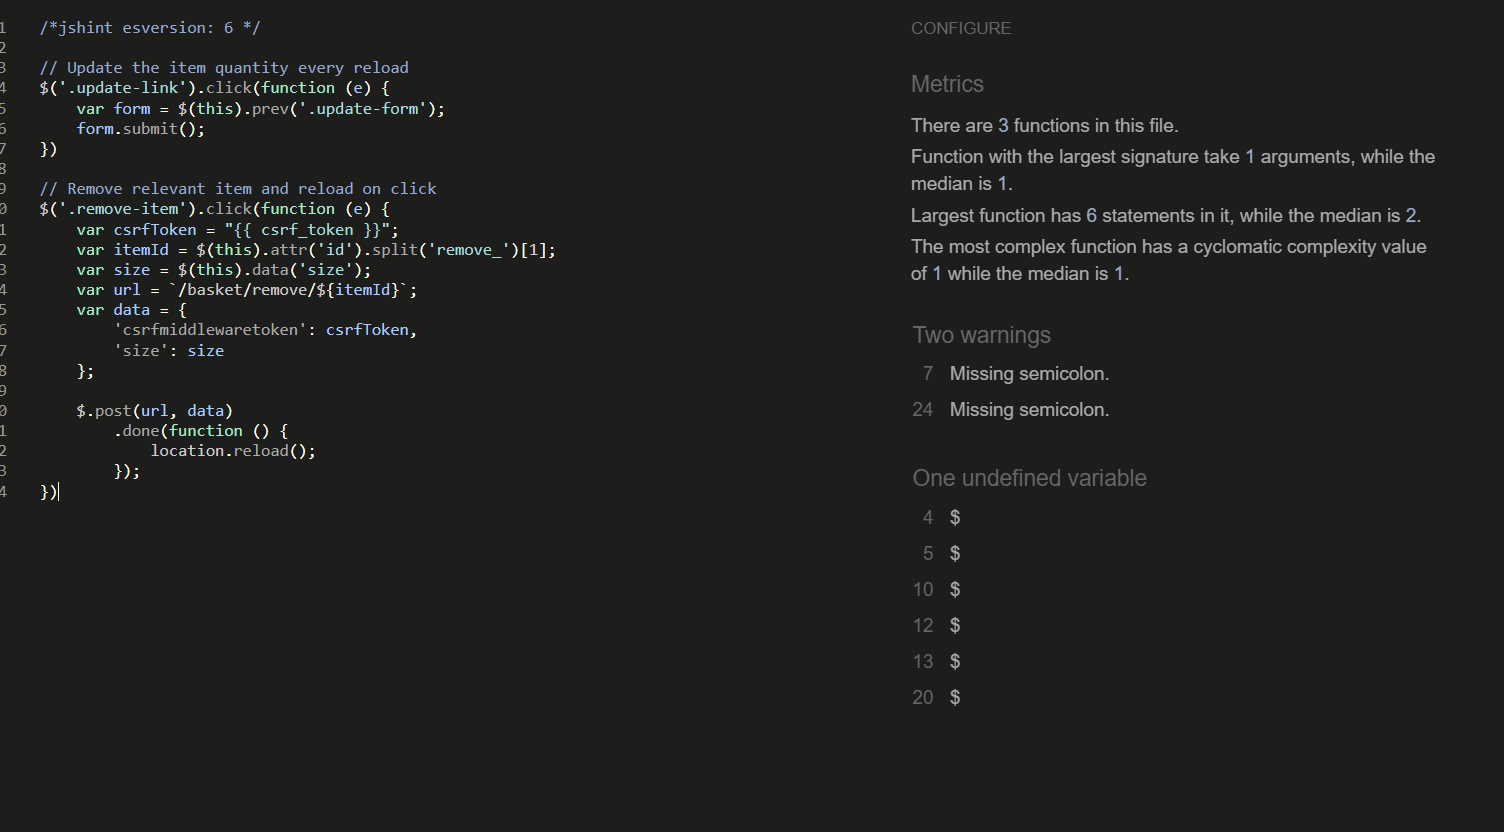 1 /*jshint esversion: 6 */
2
3 // Update the item quantity every reload
4 $('.update-link').click(function (e) {
5 var form = $(this).prev('.update-form');
6 form.submit();
7 })
8
9 // Remove relevant item and reload on click
0 $('.remove-item').click(function (e) {
1 var csrfToken = "{{ csrf_token }}";
2 var itemId = $(this).attr('id').split('remove_')[1];
3 var size = $(this).data('size');
4 var url = `/basket/remove/${itemId}`;
5 var data = {
6 'csrfmiddlewaretoken': csrfToken,
7 'size': size
8 };
9
0 $.post(url, data)
1 .done(function () {
2 location.reload();
3 });
4 })
CONFIGURE
Metrics
There are 3 functions in this file.
Function with the largest signature take 1 arguments, while the
median is 1.
Largest function has 6 statements in it, while the median is 2.
The most complex function has a cyclomatic complexity value
of 1 while the median is 1.
Two warnings
7 Missing semicolon.
24 Missing semicolon.
One undefined variable
4 $
5 $
10 $
12 $
13 $
20 $